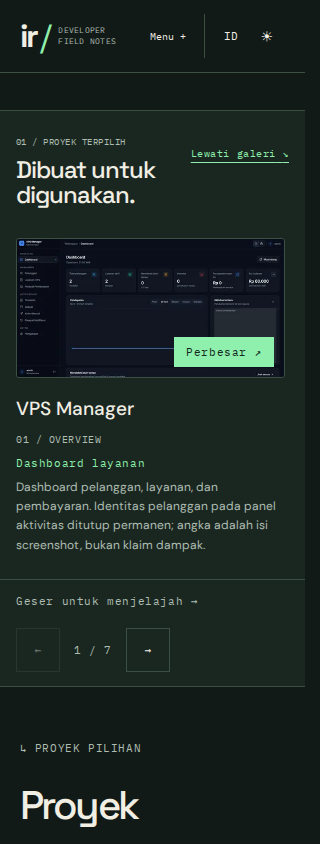 ir/ DEVELOPER
FIELD NOTES
Menu +
ID
☀
01 / PROYEK TERPILIH
Dibuat untuk
digunakan.
Lewati galeri ↘
Dashboard
Perbesar ↗
VPS Manager
01 / OVERVIEW
Dashboard layanan
Dashboard pelanggan, layanan, dan
pembayaran. Identitas pelanggan pada panel
aktivitas ditutup permanen; angka adalah isi
screenshot, bukan klaim dampak.
Geser untuk menjelajah →
←
1 / 7
→
↳ PROYEK PILIHAN
Proyek